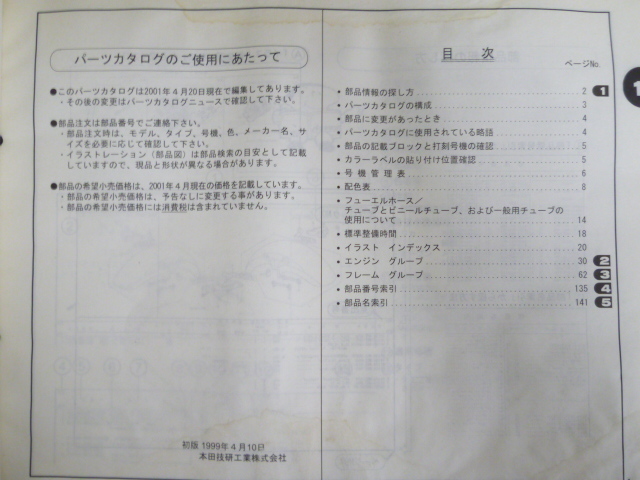 パーツカタログのご使用にあたって
●このパーツカタログは2001年4月20日現在で編集してあります。
・その後の変更はパーツカタログニュースで確認して下さい。
●部品注文は部品番号でご連絡下さい。
・部品注文時は、モデル、タイプ、号機、色、メーカー名、サ
イズを必要に応じて確認して下さい。
・イラストレーション（部品図）は部品検索の目安として記載
していますので、現品と形状が異なる場合があります。
●部品の希望小売価格は、2001年4月現在の価格を記載しています。
・部品の希望小売価格は、予告なしに変更する事があります。
・部品の希望小売価格には消費税は含まれていません。
初版 1999年4月10日
本田技研工業株式会社
目 次
ページNo.
・部品情報の探し方 2 1
・パーツカタログの構成 3
・部品に変更があったとき 4
・パーツカタログに使用されている略語 4
・部品の記載ブロックと打刻号機の確認 5
・カラーラベルの貼り付け位置確認 5
・号機管理表 6
・配色表 8
・フューエルホース／
チューブとビニールチューブ、および一般用チューブの
使用について 14
・標準整備時間 18
・イラスト インデックス 20
・エンジン グループ 30 2
・フレーム グループ 62 3
・部品番号索引 135 4
・部品名索引 141 5
1